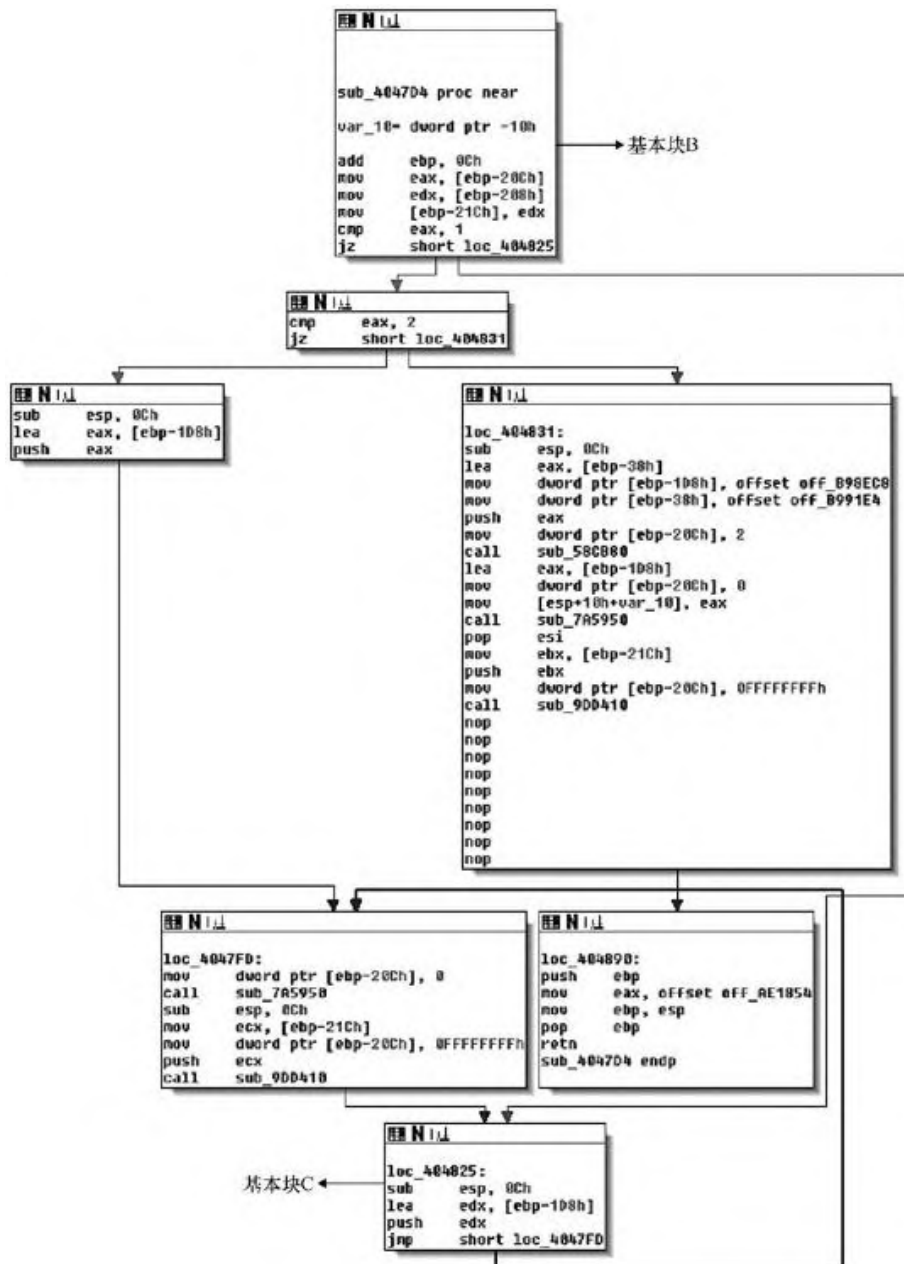 sub_4047D4 proc near
var_10= dword ptr -10h
add ebp, 0Ch
mov eax, [ebp-20Ch]
mov edx, [ebp-208h]
mov [ebp-21Ch], edx
cmp eax, 1
jz short loc_404825
基本块B
cmp eax, 2
jz short loc_404831
sub esp, 0Ch
lea eax, [ebp-1D8h]
push eax
loc_404831:
sub esp, 0Ch
lea eax, [ebp-38h]
mov dword ptr [ebp-1D8h], offset off_B98EC8
mov dword ptr [ebp-38h], offset off_B991E4
push eax
mov dword ptr [ebp-20Ch], 2
call sub_58CB80
lea eax, [ebp-1D8h]
mov dword ptr [ebp-20Ch], 0
mov [esp+10h+var_10], eax
call sub_7A5950
pop esi
mov ebx, [ebp-21Ch]
push ebx
mov dword ptr [ebp-20Ch], 0FFFFFFFFh
call sub_9DD410
nop
nop
nop
nop
nop
nop
nop
nop
nop
loc_4047FD:
mov dword ptr [ebp-20Ch], 0
call sub_7A5950
sub esp, 0Ch
mov ecx, [ebp-21Ch]
mov dword ptr [ebp-20Ch], 0FFFFFFFFh
push ecx
call sub_9DD410
loc_404890:
push ebp
mov eax, offset off_AE1854
mov ebp, esp
pop ebp
retn
sub_4047D4 endp
loc_404825:
sub esp, 0Ch
lea edx, [ebp-1D8h]
push edx
jmp short loc_4047FD
基本块C